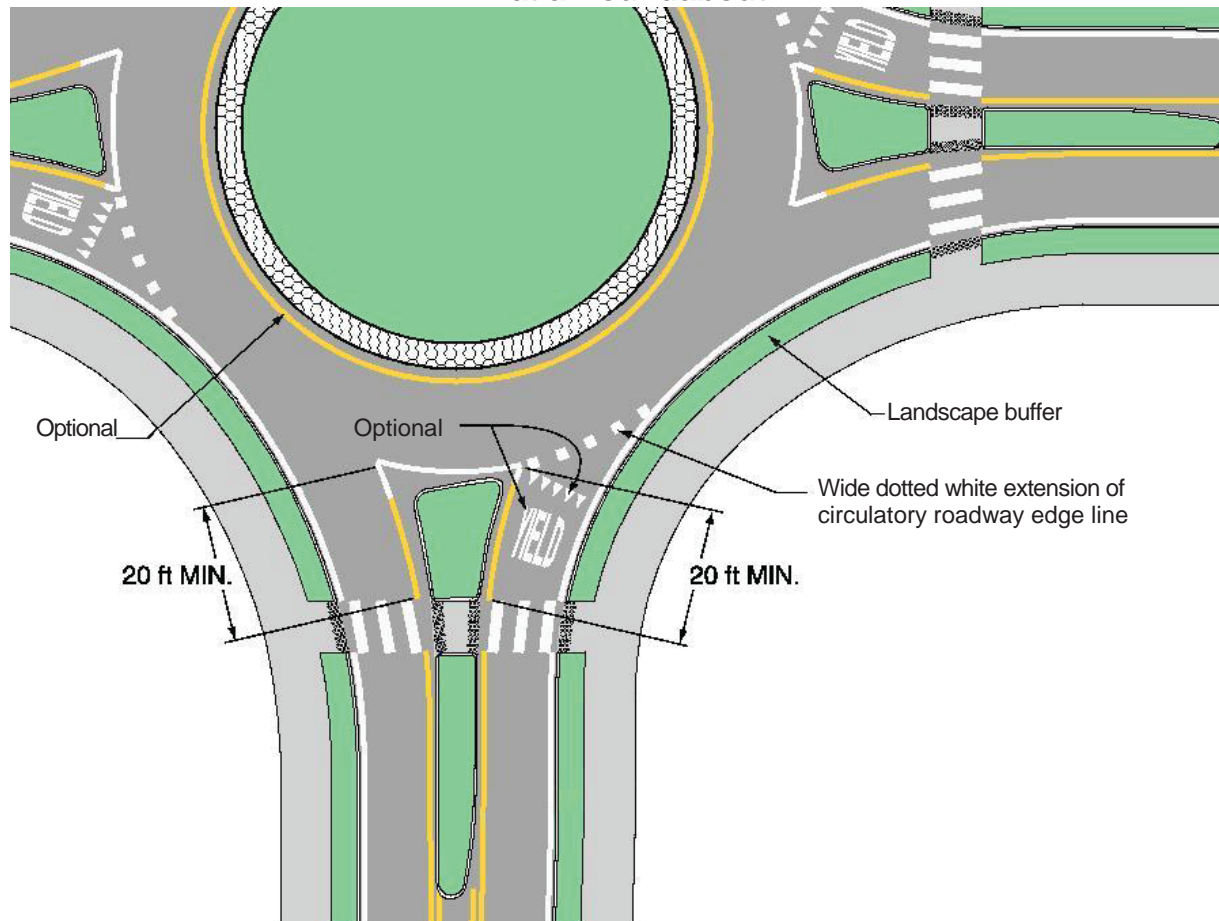 YIELD
YIELD
Optional
Optional
Landscape buffer
Wide dotted white extension of
circulatory roadway edge line
YIELD
20 ft MIN.
20 ft MIN.